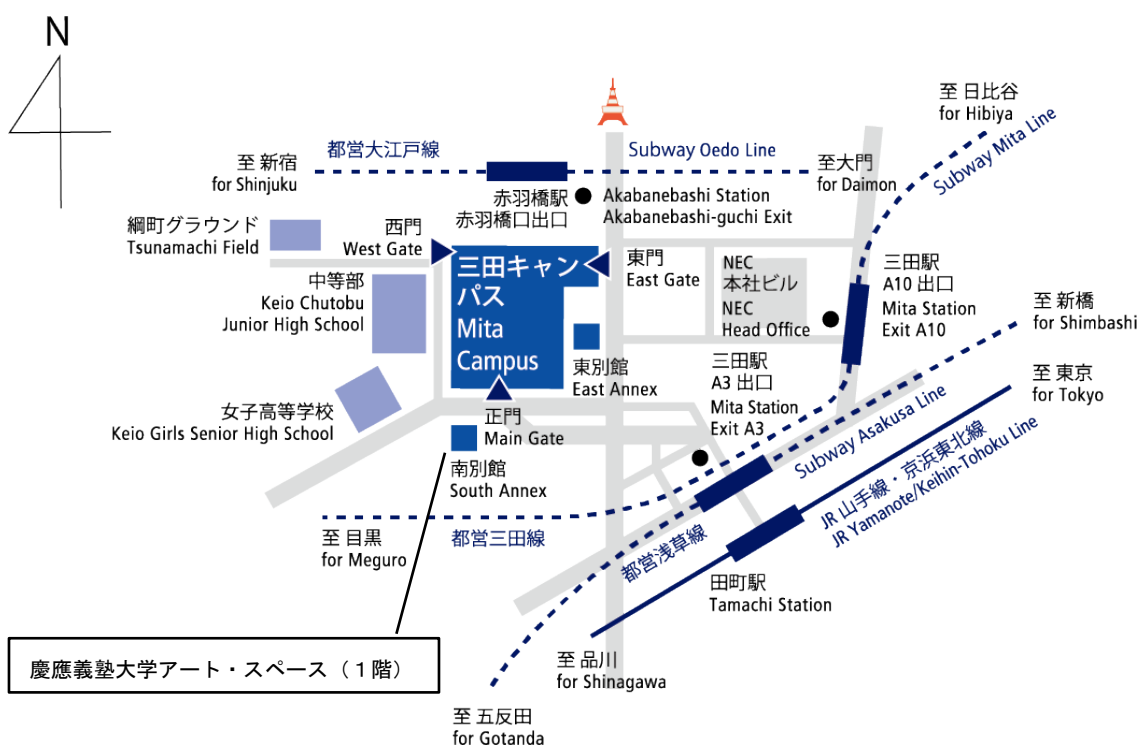 N
至 日比谷
for Hibiya
Subway Mita Line
至 新宿
for Shinjuku
都営大江戸線
Subway Oedo Line
至大門
for Daimon
赤羽橋駅
赤羽橋口出口
Akabanebashi Station
Akabanebashi-guchi Exit
綱町グラウンド
Tsunamachi Field
西門
West Gate
三田キャン
パス
Mita
Campus
東門
East Gate
NEC
本社ビル
NEC
Head Office
三田駅
A10 出口
Mita Station
Exit A10
至 新橋
for Shimbashi
中等部
Keio Chutobu
Junior High School
東別館
East Annex
三田駅
A3 出口
Mita Station
Exit A3
至 東京
for Tokyo
女子高等学校
Keio Girls Senior High School
正門
Main Gate
南別館
South Annex
Subway Asakusa Line
JR 山手線・京浜東北線
JR Yamanote/Keihin-Tohoku Line
至 目黒
for Meguro
都営三田線
都営浅草線
田町駅
Tamachi Station
慶應義塾大学アート・スペース（１階）
至 品川
for Shinagawa
至 五反田
for Gotanda